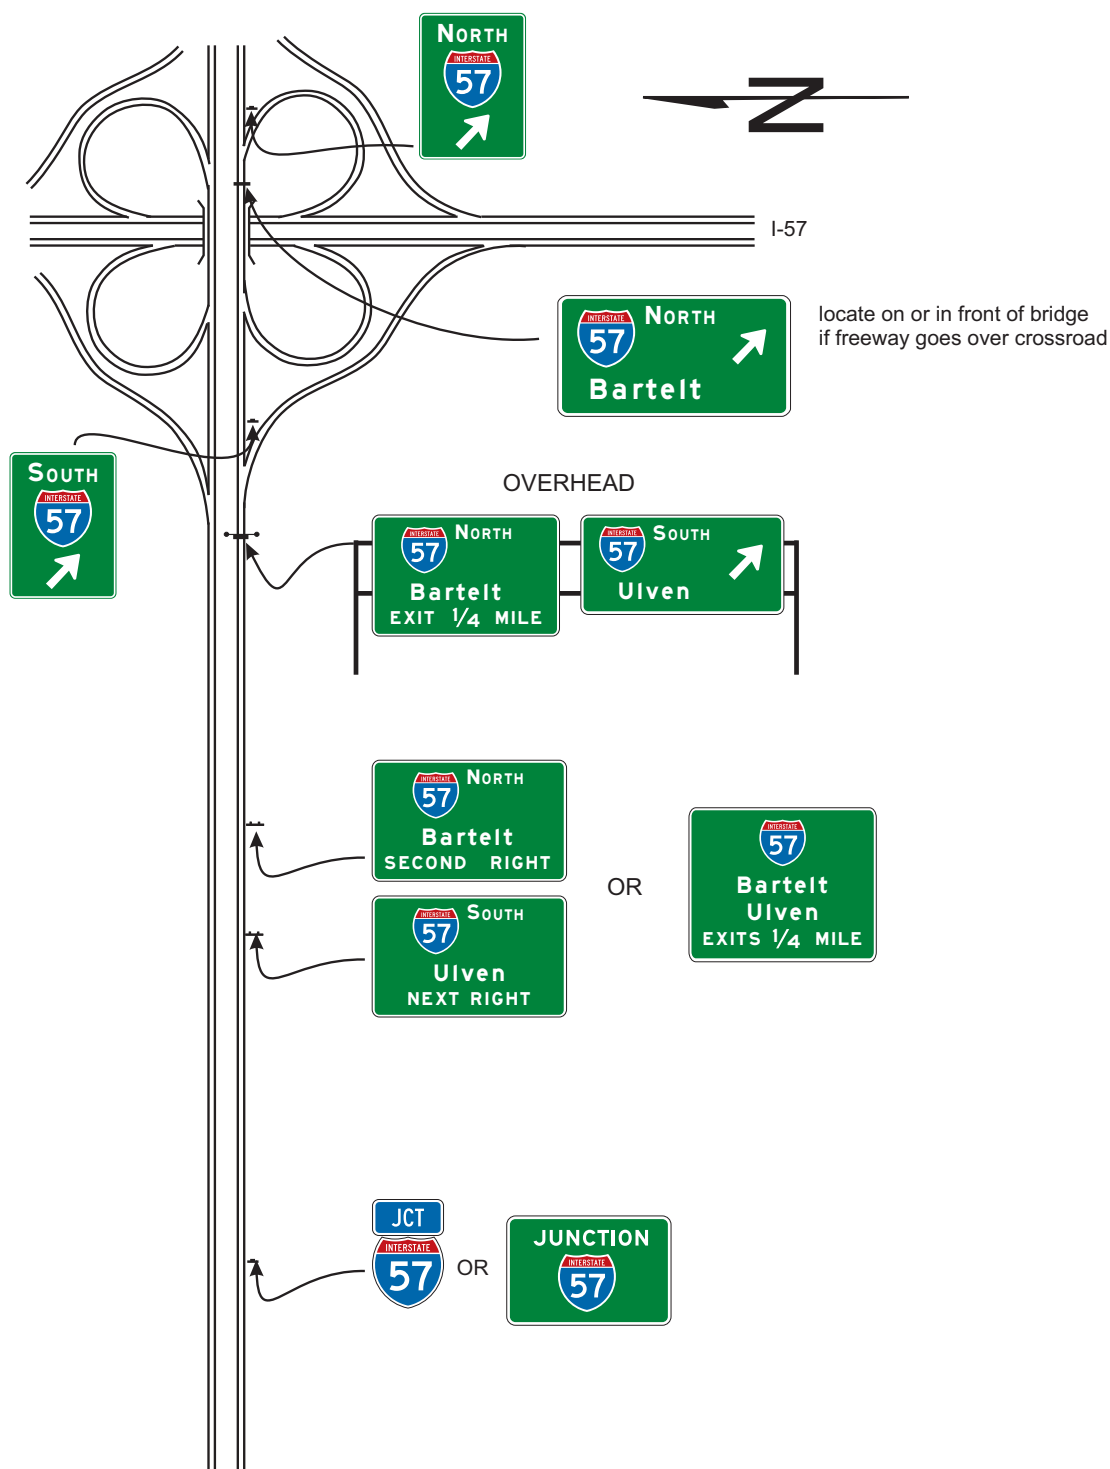 NORTH
INTERSTATE
57
N
I-57
INTERSTATE
57
NORTH
Bartelt
locate on or in front of bridge
if freeway goes over crossroad
SOUTH
INTERSTATE
57
OVERHEAD
INTERSTATE
57
NORTH
Bartelt
EXIT 1/4 MILE
INTERSTATE
57
SOUTH
Ulven
INTERSTATE
57
NORTH
Bartelt
SECOND RIGHT
INTERSTATE
57
SOUTH
Ulven
NEXT RIGHT
OR
INTERSTATE
57
Bartelt
Ulven
EXITS 1/4 MILE
JCT
INTERSTATE
57
OR
JUNCTION
INTERSTATE
57